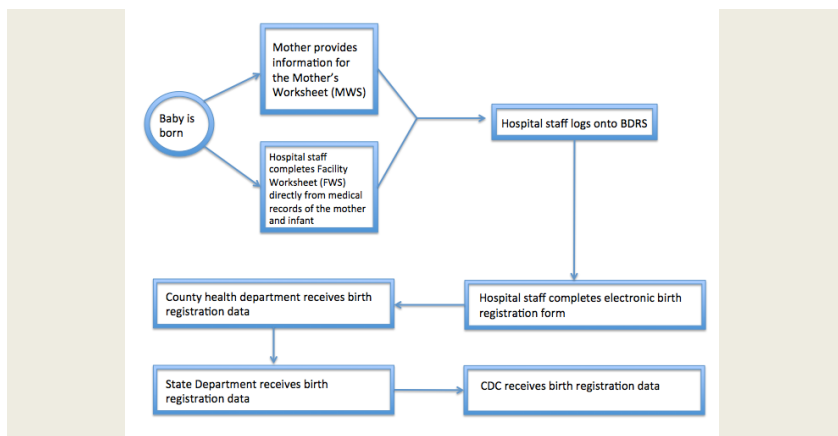 Mother provides
information for
the Mother's
Worksheet (MWS)
Baby is
born
Hospital staff logs onto BDRS
Hospital staff
completes Facility
Worksheet (FWS)
directly from medical
records of the mother
and infant
County health department receives birth
registration data
Hospital staff completes electronic birth
registration form
State Department receives birth
registration data
CDC receives birth registration data